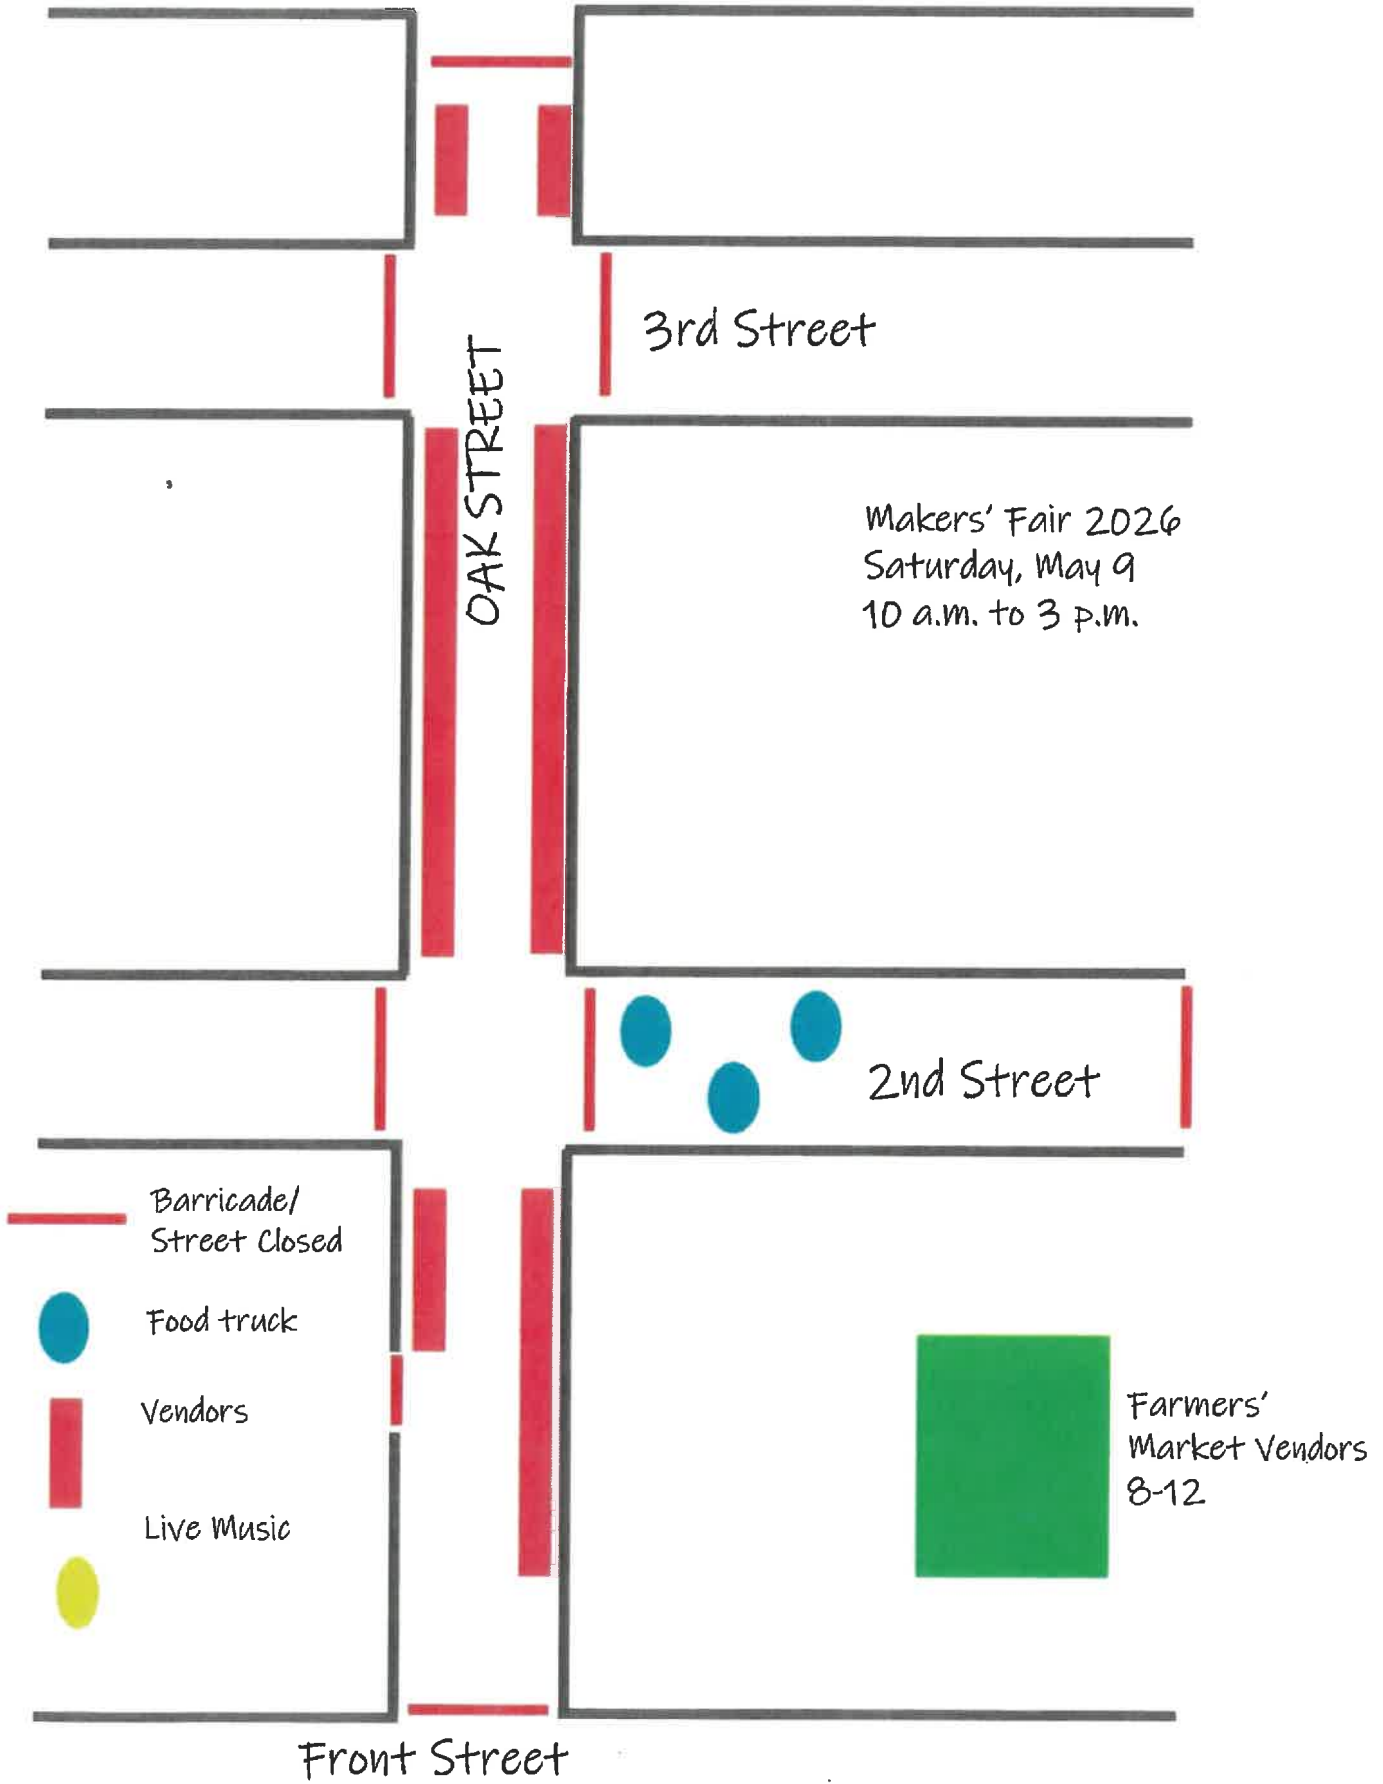 3rd Street
OAK STREET
Makers' Fair 2026
Saturday, May 9
10 a.m. to 3 p.m.
2nd Street
Barricade/
Street Closed
Food truck
Vendors
Live Music
Farmers'
Market Vendors
8-12
Front Street